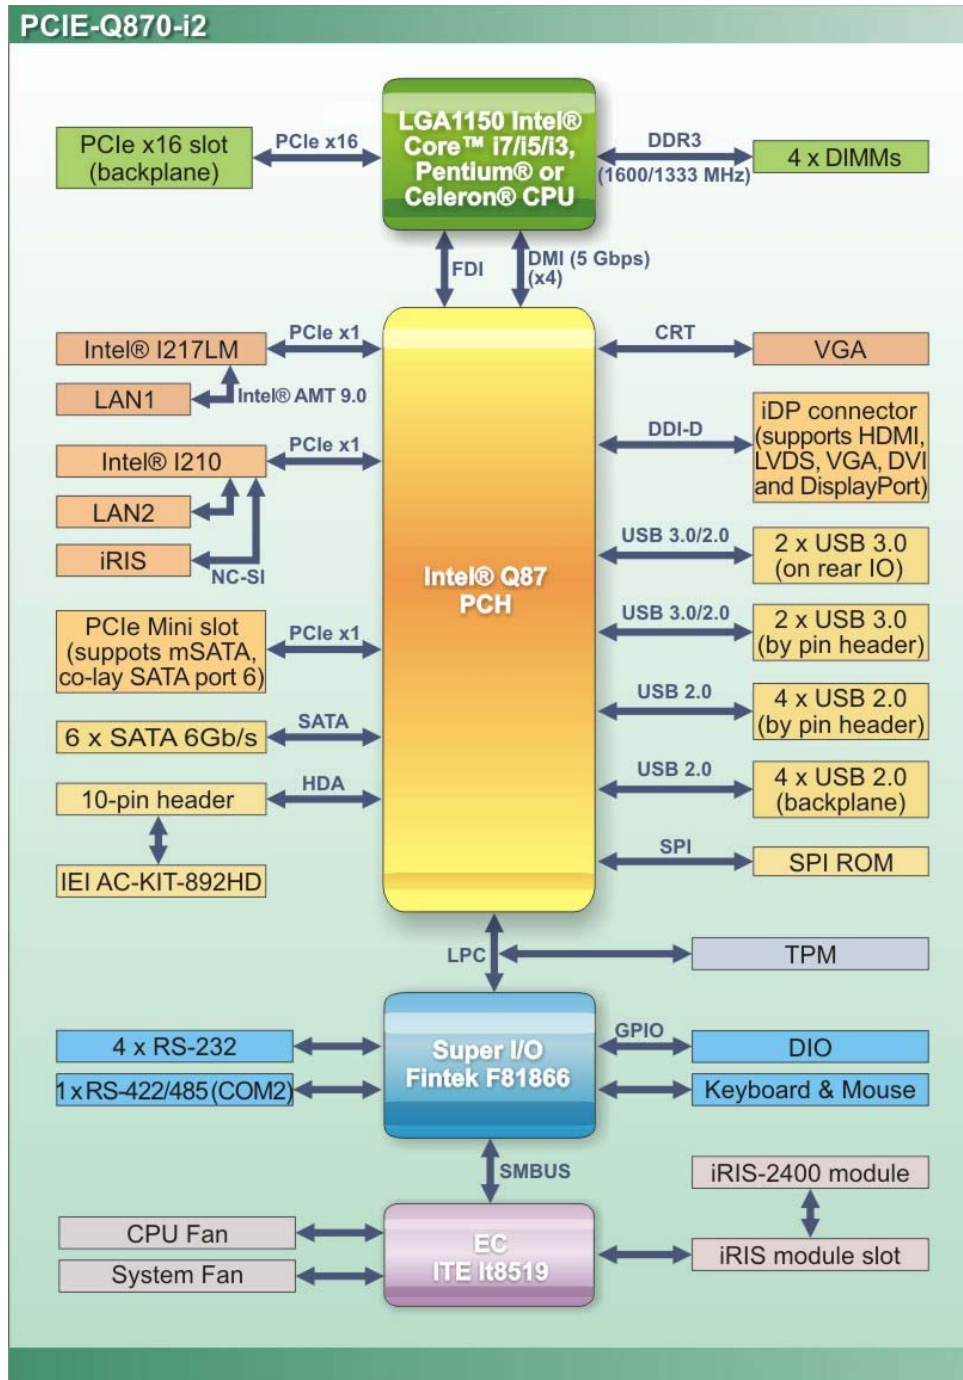 PCIE-Q870-i2
LGA1150 Intel®
Core™ i7/i5/i3,
Pentium® or
Celeron® CPU
PCIe x16 slot
(backplane)
PCIe x16
DDR3
(1600/1333 MHz)
4 x DIMMs
FDI
DMI (5 Gbps)
(x4)
Intel® I217LM
PCIe x1
LAN1
Intel® AMT 9.0
Intel® I210
PCIe x1
LAN2
iRIS
NC-SI
PCIe Mini slot
(suppots mSATA,
co-lay SATA port 6)
PCIe x1
6 x SATA 6Gb/s
SATA
10-pin header
HDA
IEI AC-KIT-892HD
Intel® Q87
PCH
CRT
VGA
DDI-D
iDP connector
(supports HDMI,
LVDS, VGA, DVI
and DisplayPort)
USB 3.0/2.0
2 x USB 3.0
(on rear IO)
USB 3.0/2.0
2 x USB 3.0
(by pin header)
USB 2.0
4 x USB 2.0
(by pin header)
USB 2.0
4 x USB 2.0
(backplane)
SPI
SPI ROM
LPC
TPM
4 x RS-232
1 x RS-422/485 (COM2)
Super I/O
Fintek F81866
GPIO
DIO
Keyboard & Mouse
SMBUS
iRIS-2400 module
CPU Fan
System Fan
EC
ITE It8519
iRIS module slot